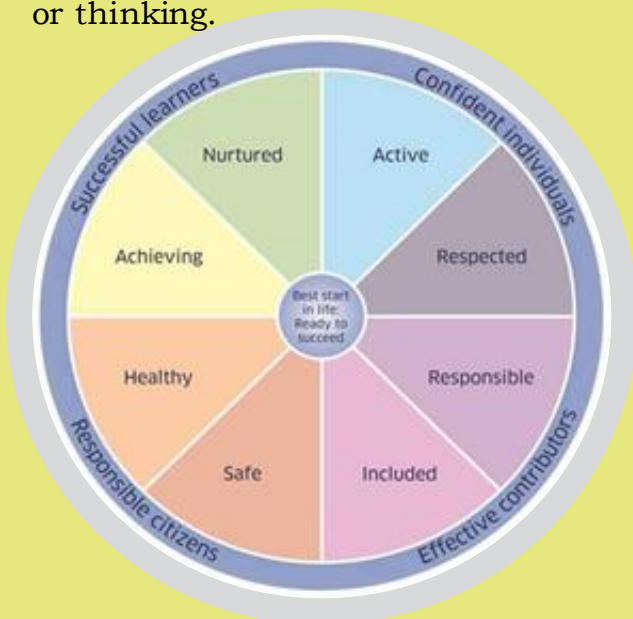 or thinking.
Successful learners
Confident individuals
Nurtured
Active
Achieving
Respected
Best start
in life:
Ready to
succeed
Healthy
Responsible
Safe
Included
Responsible citizens
Effective contributors